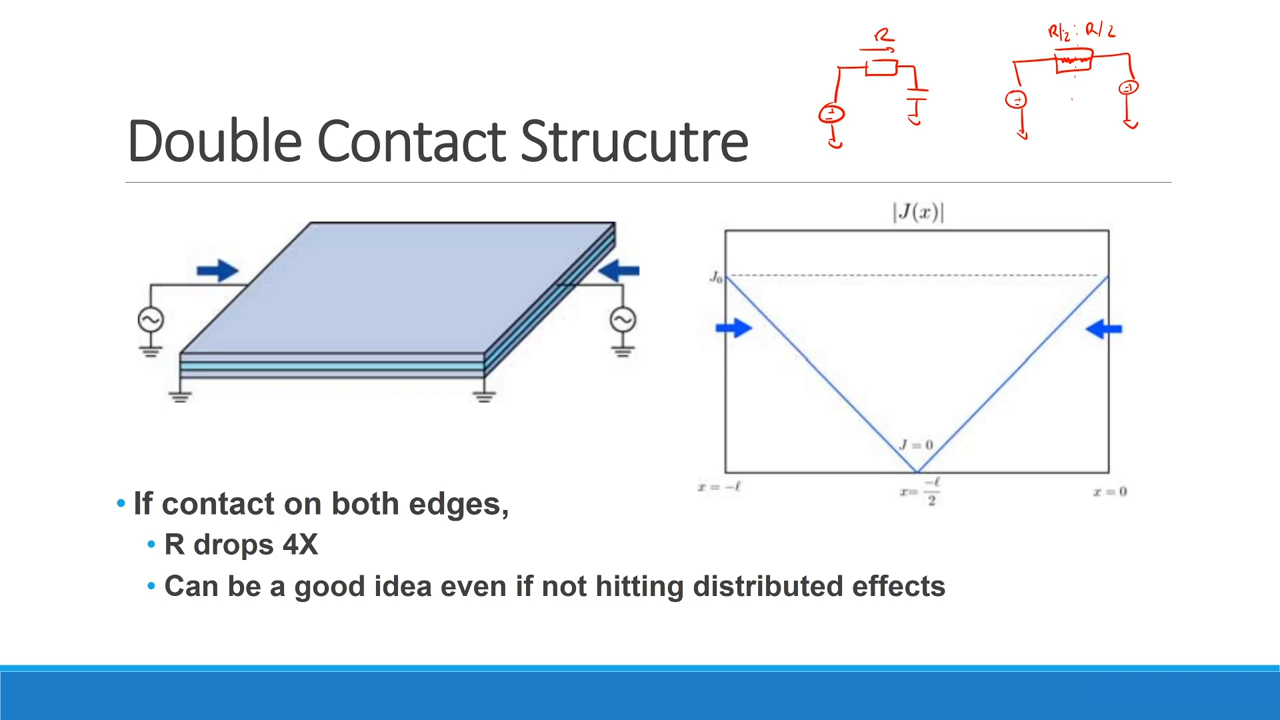 R
R/2 : R/2
Double Contact Strucutre
|J(x)|
J₀
J = 0
x = −ℓ
x= −ℓ/2
x = 0
• If contact on both edges,
• R drops 4X
• Can be a good idea even if not hitting distributed effects